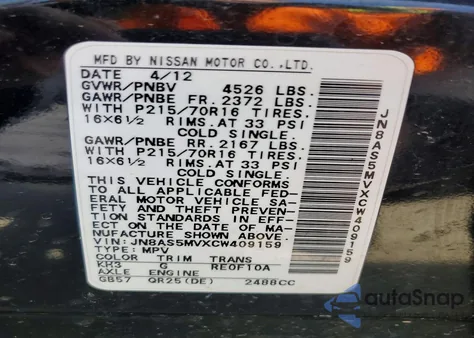 MFD BY NISSAN MOTOR CO.,LTD.
DATE 4/12
GVWR/PNBV 4526 LBS.
GAWR/PNBE FR. 2372 LBS.
WITH P215/70R16 TIRES.
16X6½ RIMS.AT 33 PSI
COLD SINGLE.
GAWR/PNBE RR. 2167 LBS.
WITH P215/70R16 TIRES.
16X6½ RIMS.AT 33 PSI
COLD SINGLE.
THIS VEHICLE CONFORMS
TO ALL APPLICABLE FED-
ERAL MOTOR VEHICLE SA-
FETY AND THEFT PREVEN-
TION STANDARDS IN EFF-
ECT ON THE DATE OF MA-
NUFACTURE SHOWN ABOVE.
VIN:JN8AS5MVXCW409159
TYPE: MPV
COLOR TRIM TRANS
KH3 G RE0F10A
AXLE ENGINE
GB57 QR25(DE) 2488CC
JN8AS5MVXCW409159
autoSnap